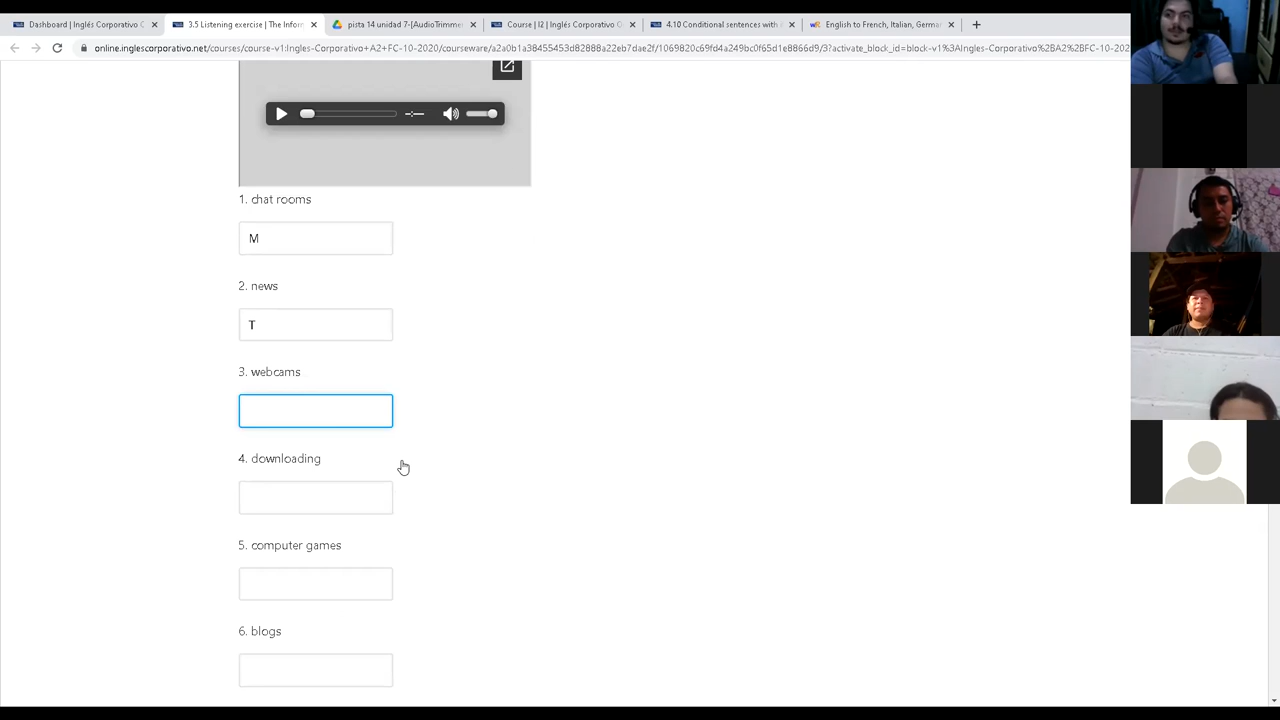 Dashboard | Inglés Corporativo C
3.5 Listening exercise | The Inform
pista 14 unidad 7-[AudioTrimme
Course | I2 | Inglés Corporativo O
4.10 Conditional sentences with
English to French, Italian, Germa
online.inglescorporativo.net/courses/course-v1:Ingles-Corporativo+A2+FC-10-2020/courseware/a2a0b1a38455453d82888a22eb7dae2f/1069820c69fd4a249bc0f65d1e8866d9/3?activate_block_id=block-v1%3AIngles-Corporativo%2BA2%2BFC-10-202
1. chat rooms
M
2. news
T
3. webcams
4. downloading
5. computer games
6. blogs